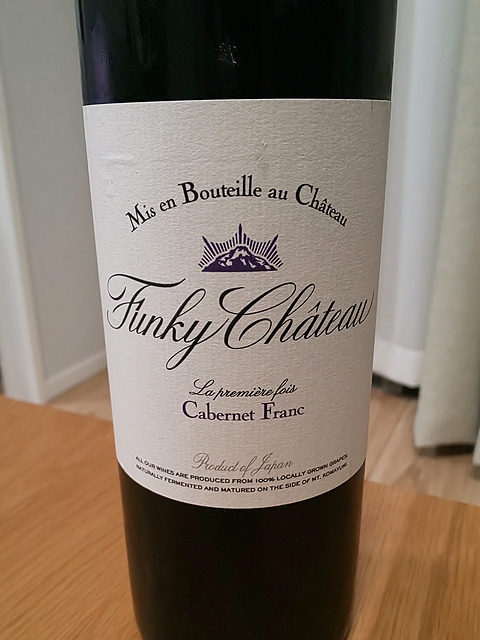 Mis en Bouteille au Château
Funky Château
La première fois
Cabernet Franc
Product of Japan
ALL OUR WINES ARE PRODUCED FROM 100% LOCALLY GROWN GRAPES.
NATURALLY FERMENTED AND MATURED ON THE SIDE OF MT. KOMAYUMI.